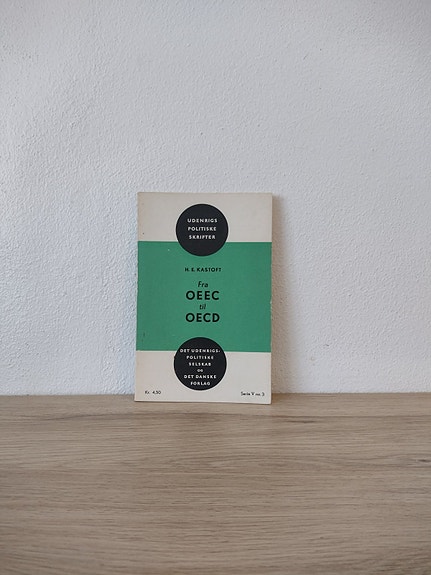 UDENRIGS
POLITISKE
SKRIFTER
H. E. KASTOFT
Fra
OEEC
til
OECD
DET UDENRIGS-
POLITISKE
SELSKAB
OG
DET DANSKE
FORLAG
Kr. 4,50 Serie 9 nr. 3